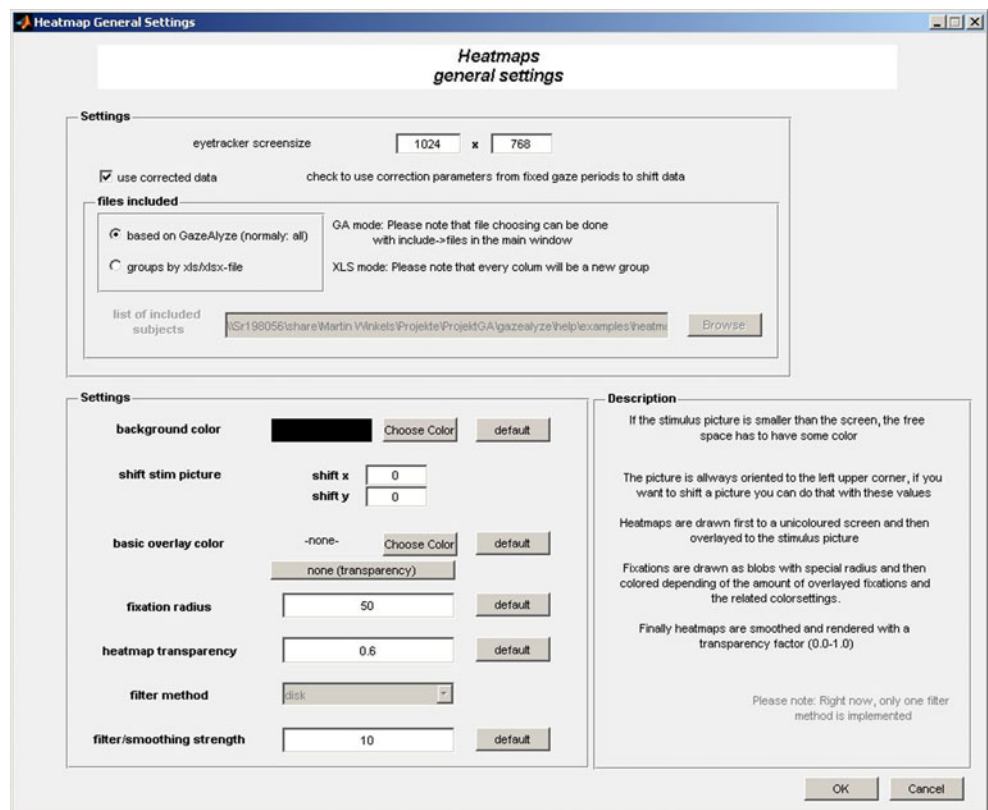 Heatmap General Settings
Heatmaps
general settings
Settings
eyetracker screensize 1024 x 768
use corrected data check to use correction parameters from fixed gaze periods to shift data
files included
based on GazeAlyze (normaly: all) GA mode: Please note that file choosing can be done
with include->files in the main window
groups by xls/xlsx-file XLS mode: Please note that every colum will be a new group
list of included
subjects \\Sr198056\share\Martin Winkels\Projekte\ProjektGA\gazealyze\help\examples\heatm Browse
Settings
background color Choose Color default
shift stim picture shift x 0
shift y 0
basic overlay color -none- Choose Color default
none (transparency)
fixation radius 50 default
heatmap transparency 0.6 default
filter method disk
filter/smoothing strength 10 default
Description
If the stimulus picture is smaller than the screen, the free
space has to have some color
The picture is allways oriented to the left upper corner, if you
want to shift a picture you can do that with these values
Heatmaps are drawn first to a unicoloured screen and then
overlayed to the stimulus picture
Fixations are drawn as blobs with special radius and then
colored depending of the amount of overlayed fixations and
the related colorsettings.
Finally heatmaps are smoothed and rendered with a
transparency factor (0.0-1.0)
Please note: Right now, only one filter
method is implemented
OK Cancel